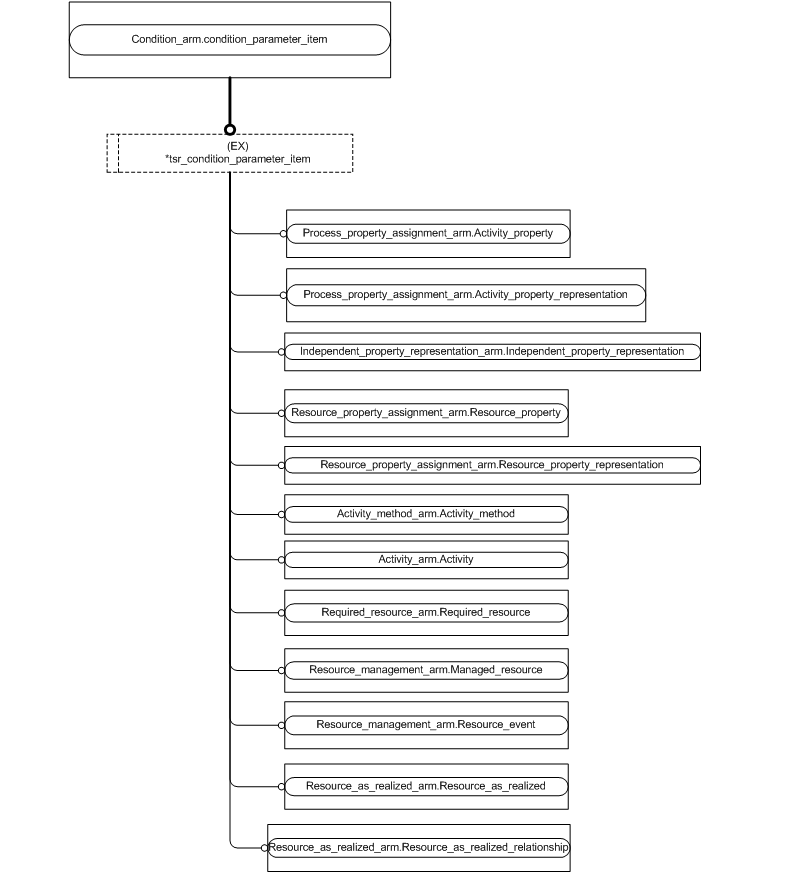 Condition_arm.condition_parameter_item
(EX)
*tsr_condition_parameter_item
Process_property_assignment_arm.Activity_property
Process_property_assignment_arm.Activity_property_representation
Independent_property_representation_arm.Independent_property_representation
Resource_property_assignment_arm.Resource_property
Resource_property_assignment_arm.Resource_property_representation
Activity_method_arm.Activity_method
Activity_arm.Activity
Required_resource_arm.Required_resource
Resource_management_arm.Managed_resource
Resource_management_arm.Resource_event
Resource_as_realized_arm.Resource_as_realized
Resource_as_realized_arm.Resource_as_realized_relationship